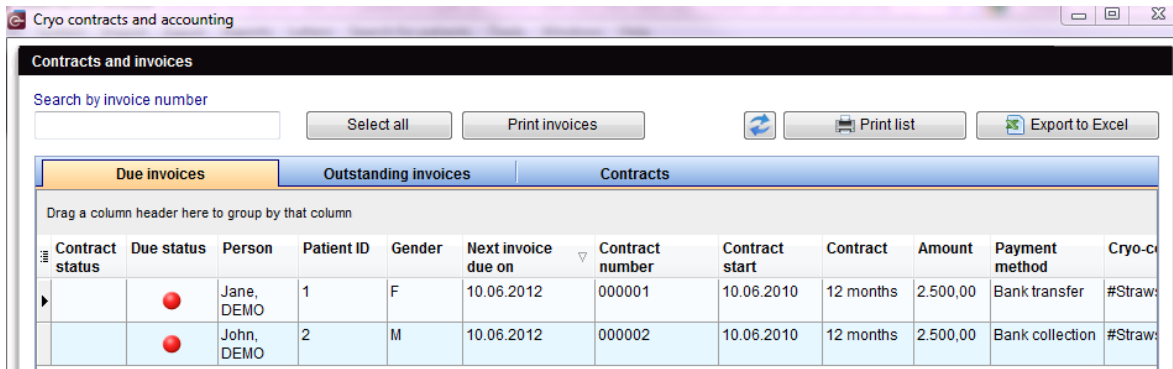 Cryo contracts and accounting
Contracts and invoices
Search by invoice number
Select all Print invoices Print list Export to Excel
Due invoices Outstanding invoices Contracts
Drag a column header here to group by that column
Contract status Due status Person Patient ID Gender Next invoice due on Contract number Contract start Contract Amount Payment method
Jane, DEMO 1 F 10.06.2012 000001 10.06.2010 12 months 2.500,00 Bank transfer
John, DEMO 2 M 10.06.2012 000002 10.06.2010 12 months 2.500,00 Bank collection